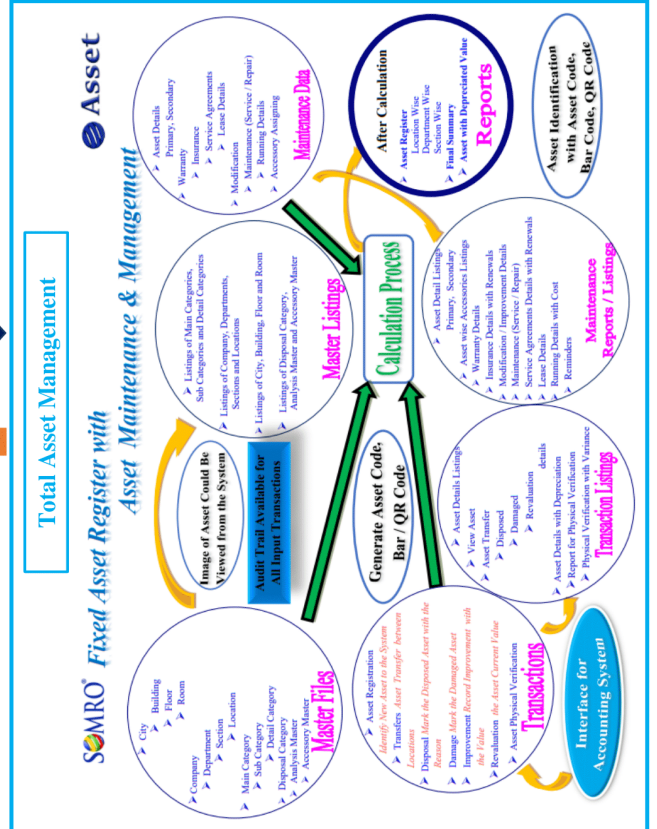 Total Asset Management
SOMRO® Fixed Asset Register with
Asset Maintenance & Management
Asset
➢ City
➢ Building
➢ Floor
➢ Room
➢ Company
➢ Department
➢ Section
➢ Location
➢ Main Category
➢ Sub Category
➢ Detail Category
➢ Disposal Category
➢ Analysis Master
➢ Accessory Master
Master Files
Image of Asset Could Be
Viewed from the System
Audit Trail Available for
All Input Transactions
➢ Listings of Main Categories,
Sub Categories and Detail Categories
➢ Listings of Company, Departments,
Sections and Locations
➢ Listings of City, Building, Floor and Room
➢ Listings of Disposal Category,
Analysis Master and Accessory Master
Master Listings
➢ Asset Details
Primary, Secondary
➢ Warranty
➢ Insurance
➢ Service Agreements
➢ Lease Details
➢ Modification
➢ Maintenance (Service / Repair)
➢ Running Details
➢ Accessory Assigning
Maintenance Data
Generate Asset Code,
Bar / QR Code
Calculation Process
After Calculation
➢ Asset Register
Location Wise
Department Wise
Section Wise
➢ Final Summary
➢ Asset with Depreciated Value
Reports
➢ Asset Registration
Identify New Asset to the System
➢ Transfers Asset Transfer between
Locations
➢ Disposal Mark the Disposed Asset with the
Reason
➢ Damage Mark the Damaged Asset
➢ Improvement Record Improvement with
the Value
➢ Revaluation the Asset Current Value
➢ Asset Physical Verification
Transactions
➢ Asset Details Listings
➢ View Asset
➢ Asset Transfer
➢ Disposed
➢ Damaged
➢ Revaluation
details
➢ Asset Details with Depreciation
➢ Report for Physical Verification
➢ Physical Verification with Variance
Transaction Listings
➢ Asset Detail Listings
Primary, Secondary
➢ Asset wise Accessories Listings
➢ Warranty Details
➢ Insurance Details with Renewals
➢ Modification / Improvement Details
➢ Maintenance (Service / Repair)
➢ Service Agreements Details with Renewals
➢ Lease Details
➢ Running Details with Cost
➢ Reminders
Maintenance
Reports / Listings
Asset Identification
with Asset Code,
Bar Code, QR Code
Interface for
Accounting System